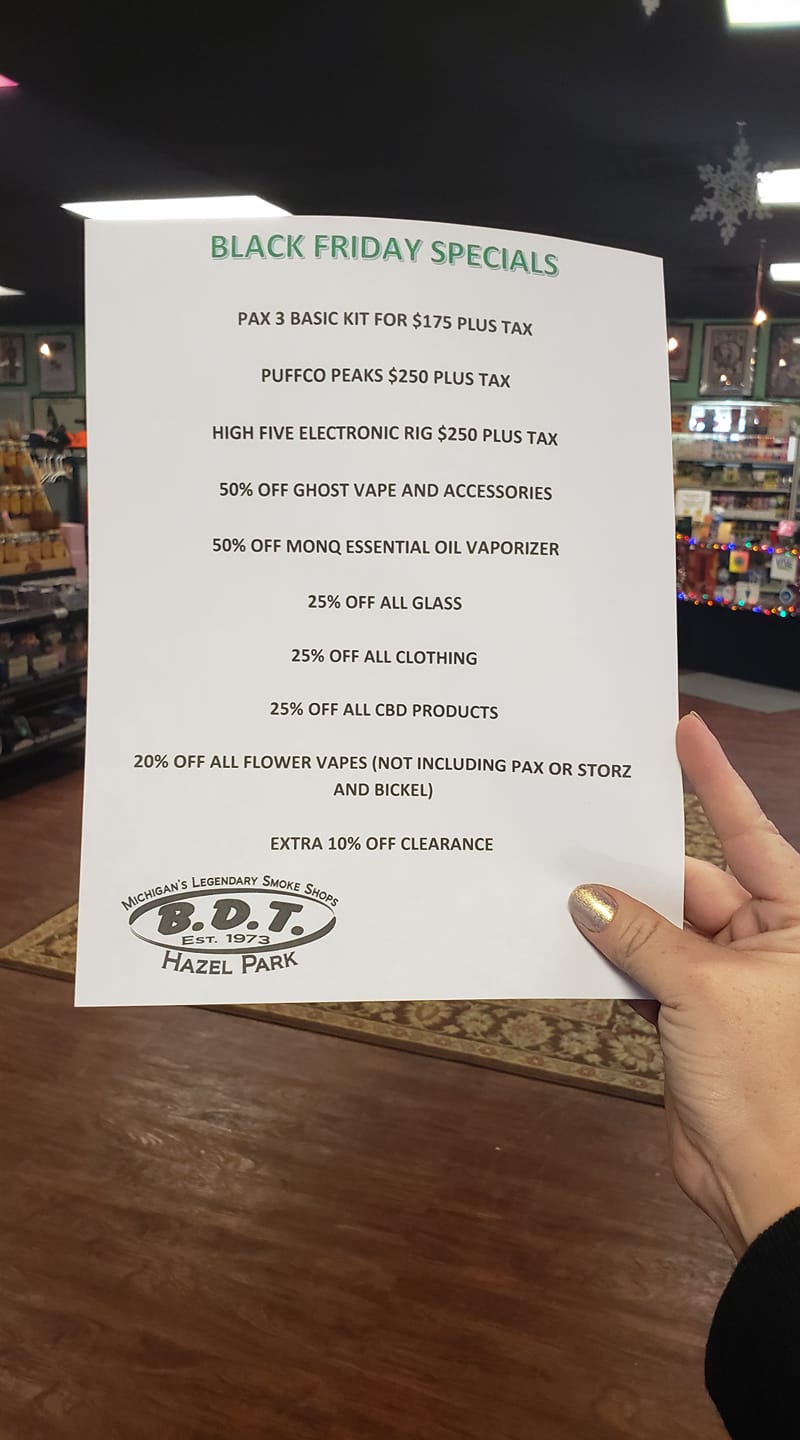 BLACK FRIDAY SPECIALS
PAX 3 BASIC KIT FOR $175 PLUS TAX
PUFFCO PEAKS $250 PLUS TAX
HIGH FIVE ELECTRONIC RIG $250 PLUS TAX
50% OFF GHOST VAPE AND ACCESSORIES
50% OFF MONQ ESSENTIAL OIL VAPORIZER
25% OFF ALL GLASS
25% OFF ALL CLOTHING
25% OFF ALL CBD PRODUCTS
20% OFF ALL FLOWER VAPES (NOT INCLUDING PAX OR STORZ
AND BICKEL)
EXTRA 10% OFF CLEARANCE
MICHIGAN'S LEGENDARY SMOKE SHOPS
B.D.T.
EST. 1973
HAZEL PARK